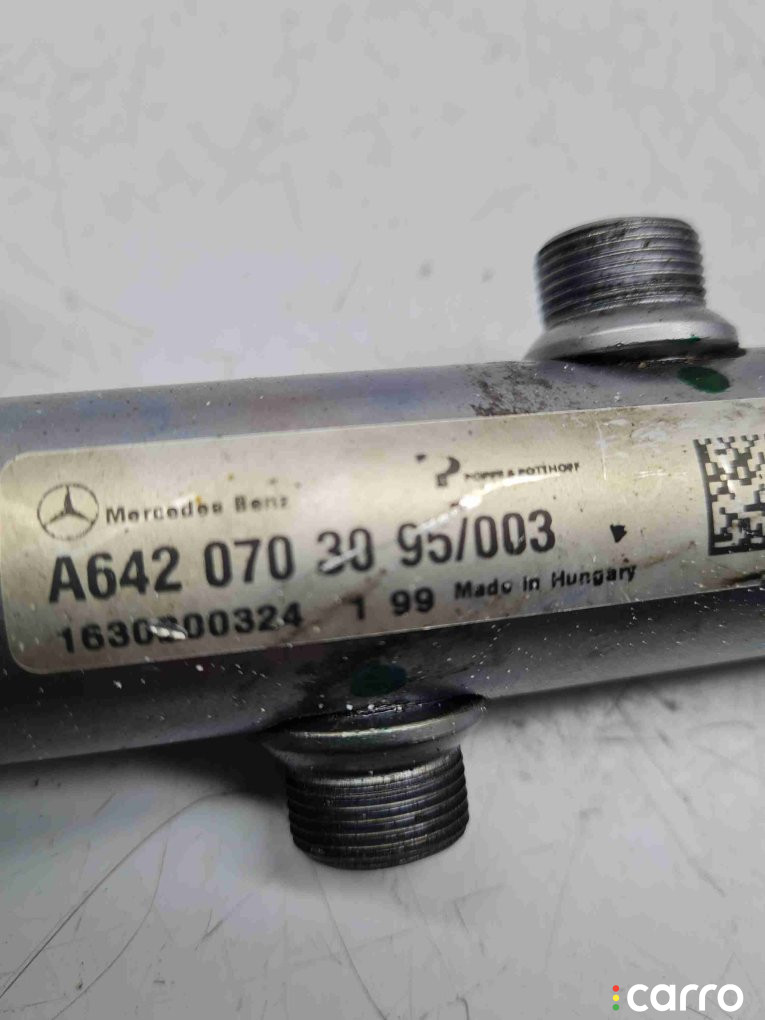 POPPE & POTTHOFF
Mercedes Benz
A642 070 30 95/003
1 99 Made in Hungary
carro